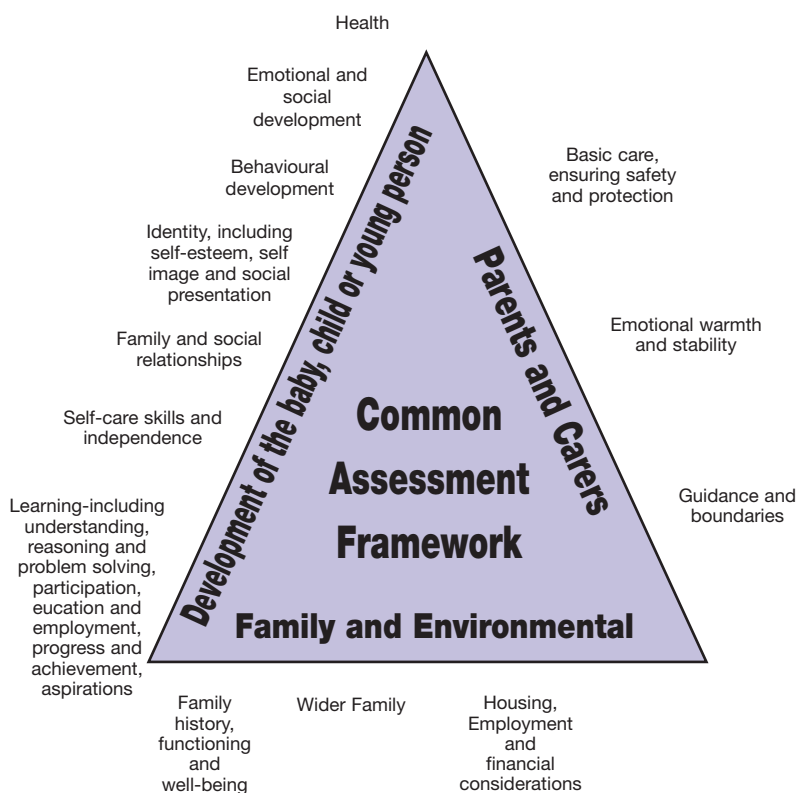 Health
Emotional and
social
development
Behavioural
development
Identity, including
self-esteem, self
image and social
presentation
Family and social
relationships
Self-care skills and
independence
Learning-including
understanding,
reasoning and
problem solving,
participation,
eucation and
employment,
progress and
achievement,
aspirations
Development of the baby, child or young person
Common
Assessment
Framework
Parents and Carers
Basic care,
ensuring safety
and protection
Emotional warmth
and stability
Guidance and
boundaries
Family and Environmental
Family
history,
functioning
and
well-being
Wider Family
Housing,
Employment
and
financial
considerations